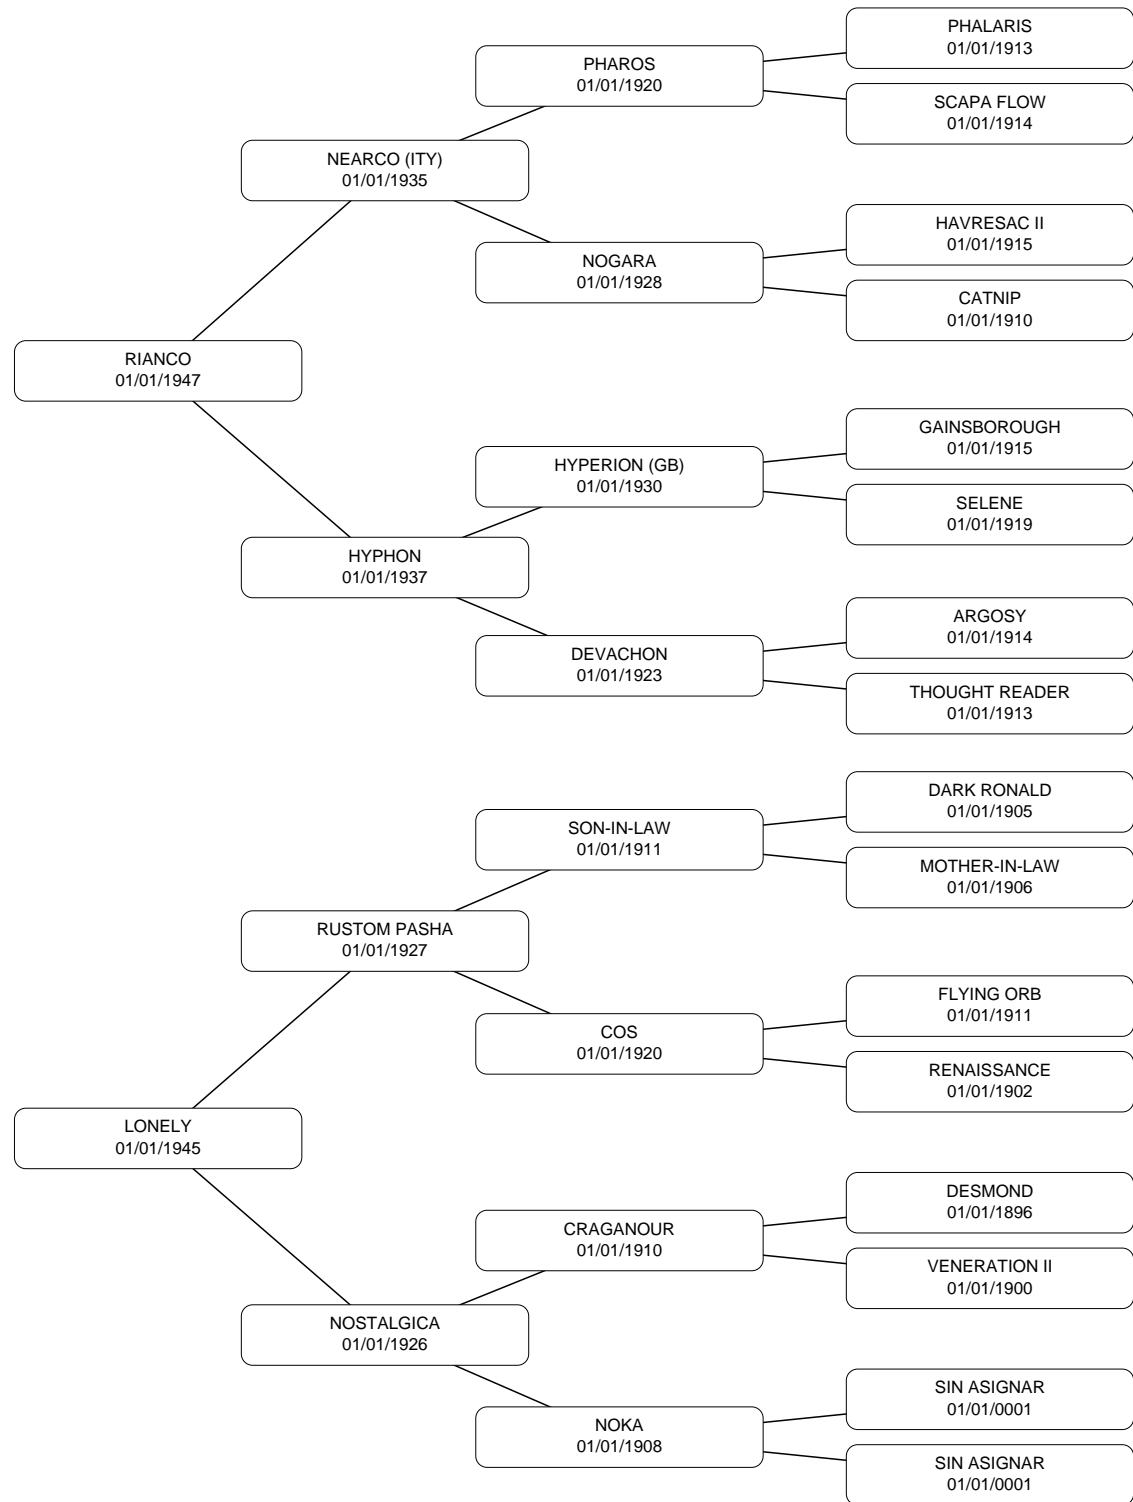 PHALARIS
01/01/1913
PHAROS
01/01/1920
SCAPA FLOW
01/01/1914
NEARCO (ITY)
01/01/1935
HAVRESAC II
01/01/1915
NOGARA
01/01/1928
CATNIP
01/01/1910
RIANCO
01/01/1947
GAINSBOROUGH
01/01/1915
HYPERION (GB)
01/01/1930
SELENE
01/01/1919
HYPHON
01/01/1937
ARGOSY
01/01/1914
DEVACHON
01/01/1923
THOUGHT READER
01/01/1913
DARK RONALD
01/01/1905
SON-IN-LAW
01/01/1911
MOTHER-IN-LAW
01/01/1906
RUSTOM PASHA
01/01/1927
FLYING ORB
01/01/1911
COS
01/01/1920
RENAISSANCE
01/01/1902
LONELY
01/01/1945
DESMOND
01/01/1896
CRAGANOUR
01/01/1910
VENERATION II
01/01/1900
NOSTALGICA
01/01/1926
SIN ASIGNAR
01/01/0001
NOKA
01/01/1908
SIN ASIGNAR
01/01/0001